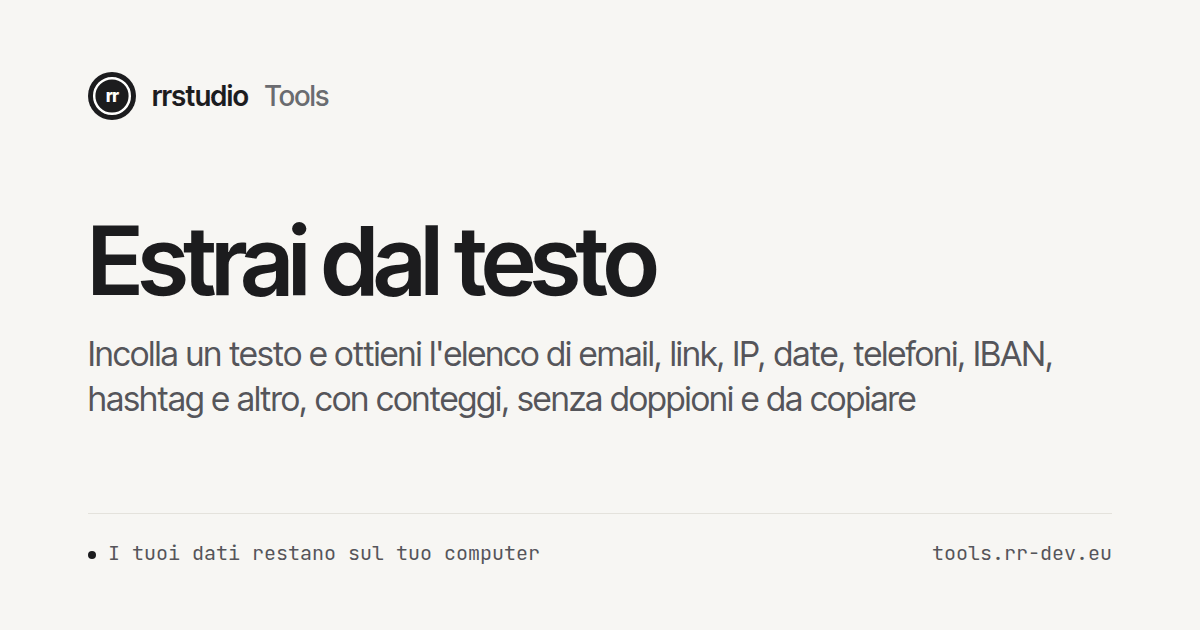 rr rrstudio Tools
Estrai dal testo
Incolla un testo e ottieni l'elenco di email, link, IP, date, telefoni, IBAN,
hashtag e altro, con conteggi, senza doppioni e da copiare
I tuoi dati restano sul tuo computer
tools.rr-dev.eu